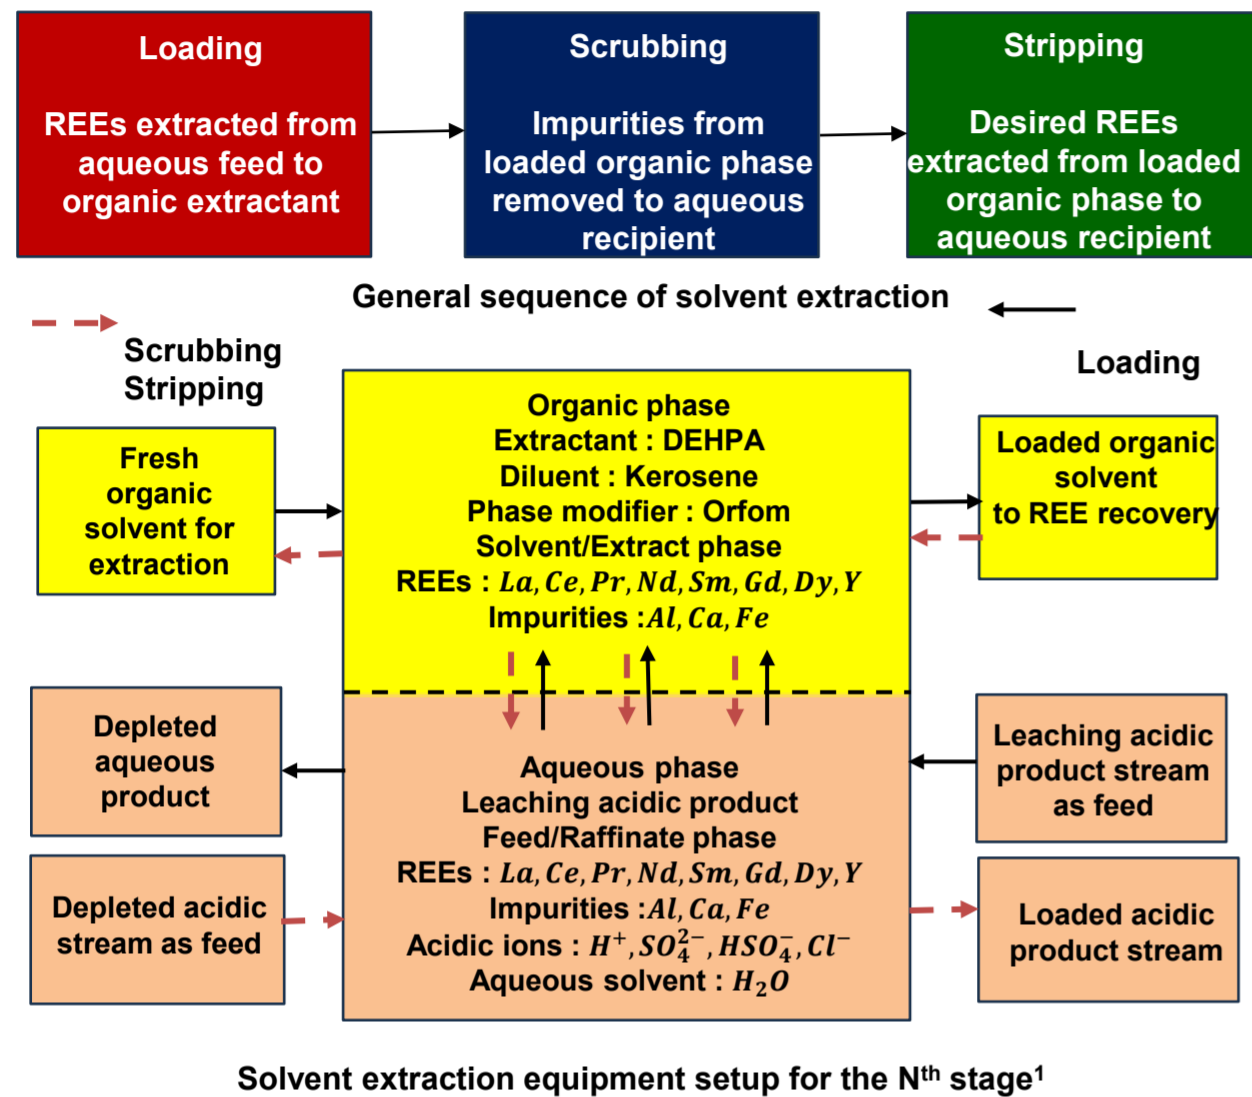 Loading
REEs extracted from
aqueous feed to
organic extractant
Scrubbing
Impurities from
loaded organic phase
removed to aqueous
recipient
Stripping
Desired REEs
extracted from loaded
organic phase to
aqueous recipient
General sequence of solvent extraction
Scrubbing
Stripping
Loading
Fresh
organic
solvent for
extraction
Organic phase
Extractant : DEHPA
Diluent : Kerosene
Phase modifier : Orfom
Solvent/Extract phase
REEs : La, Ce, Pr, Nd, Sm, Gd, Dy, Y
Impurities :Al, Ca, Fe
Loaded organic
solvent
to REE recovery
Depleted
aqueous
product
Depleted acidic
stream as feed
Aqueous phase
Leaching acidic product
Feed/Raffinate phase
REEs : La, Ce, Pr, Nd, Sm, Gd, Dy, Y
Impurities :Al, Ca, Fe
Acidic ions : H⁺, SO₄²⁻, HSO₄⁻, Cl⁻
Aqueous solvent : H₂O
Leaching acidic
product stream
as feed
Loaded acidic
product stream
Solvent extraction equipment setup for the Nᵗʰ stage¹